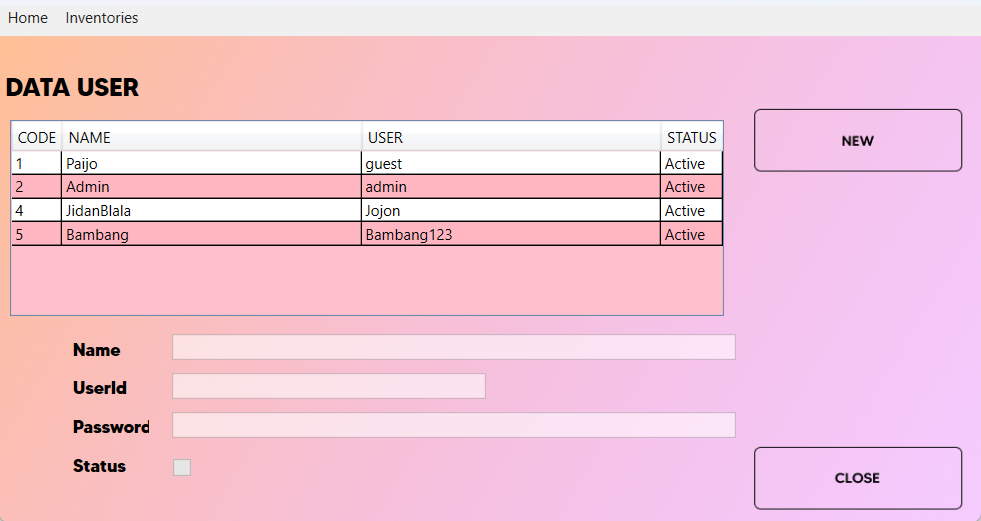 Home Inventories
DATA USER
CODE NAME USER STATUS
1 Paijo guest Active
2 Admin admin Active
4 JidanBlala Jojon Active
5 Bambang Bambang123 Active
NEW
Name
UserId
Password
Status
CLOSE